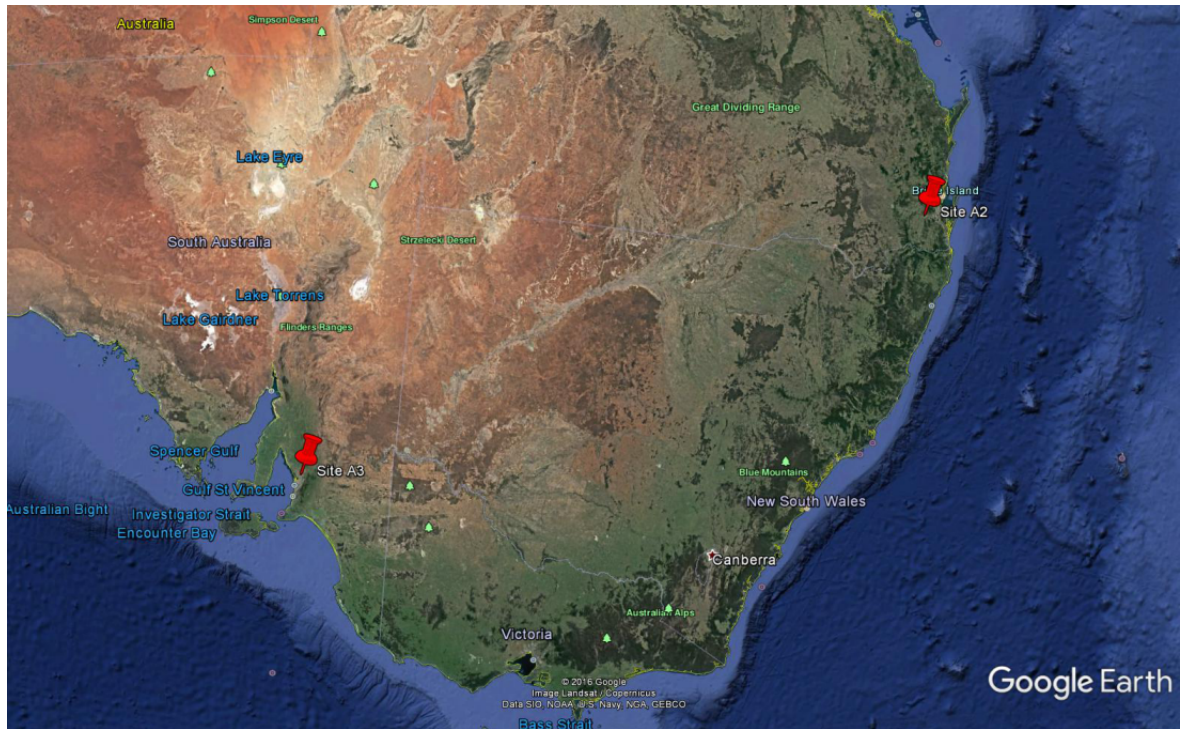 Australia
Simpson Desert
Great Dividing Range
Lake Eyre
Island
Site A2
South Australia
Strzelecki Desert
Lake Torrens
Lake Gairdner
Flinders Ranges
Spencer Gulf
Site A3
Blue Mountains
Gulf St Vincent
New South Wales
Australian Bight
Investigator Strait
Encounter Bay
Canberra
Australian Alps
Victoria
© 2016 Google
Image Landsat / Copernicus
Data SIO, NOAA, U.S. Navy, NGA, GEBCO
Google Earth
Bass Strait